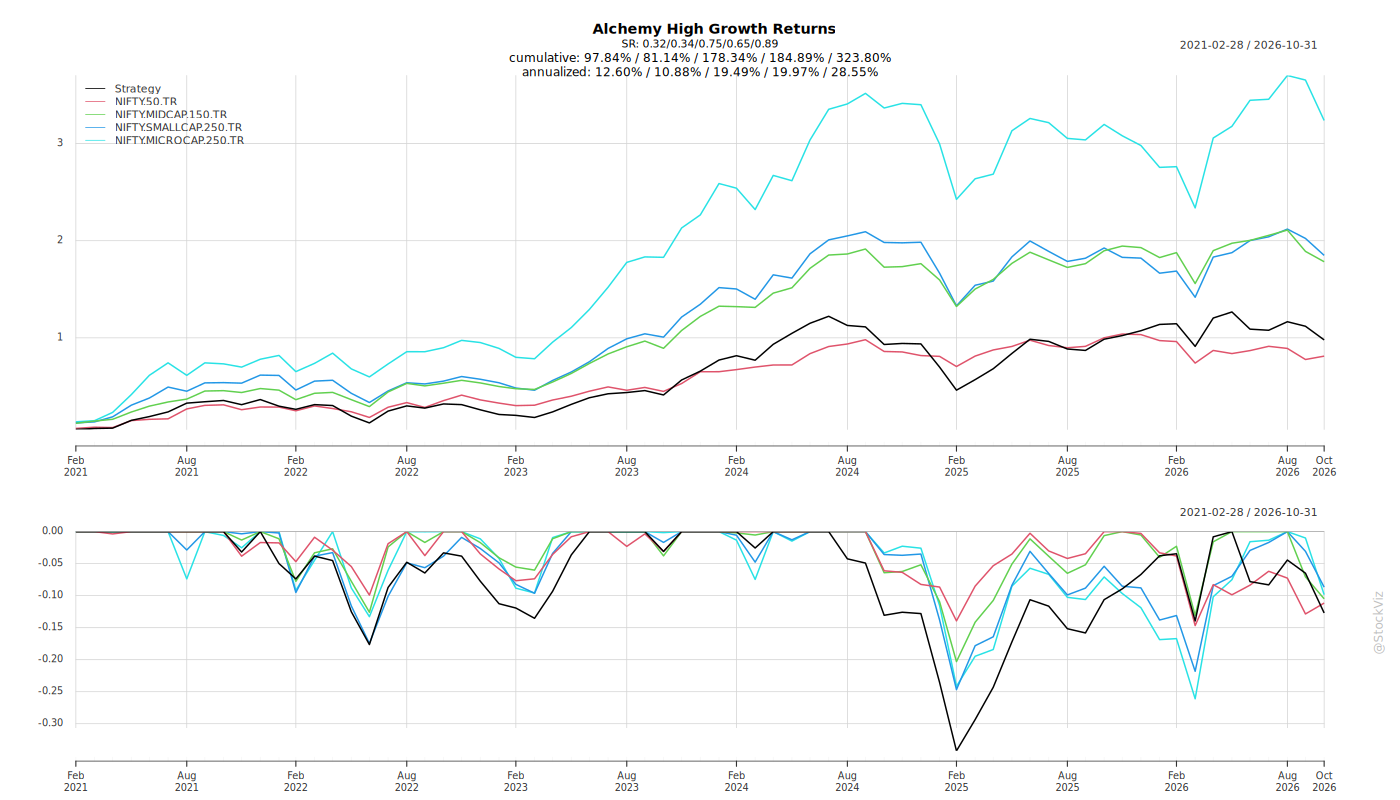 Alchemy High Growth Returns
SR: 0.32/0.34/0.75/0.65/0.89
cumulative: 97.84% / 81.14% / 178.34% / 184.89% / 323.80%
annualized: 12.60% / 10.88% / 19.49% / 19.97% / 28.55%
2021-02-28 / 2026-10-31
Strategy
NIFTY.50.TR
NIFTY.MIDCAP.150.TR
NIFTY.SMALLCAP.250.TR
NIFTY.MICROCAP.250.TR
3
2
1
Feb Aug Feb Aug Feb Aug Feb Aug Feb Aug Feb Aug Oct
2021 2021 2022 2022 2023 2023 2024 2024 2025 2025 2026 2026 2026
2021-02-28 / 2026-10-31
0.00
-0.05
-0.10
-0.15
-0.20
-0.25
-0.30
Feb Aug Feb Aug Feb Aug Feb Aug Feb Aug Feb Aug Oct
2021 2021 2022 2022 2023 2023 2024 2024 2025 2025 2026 2026 2026
@StockViz